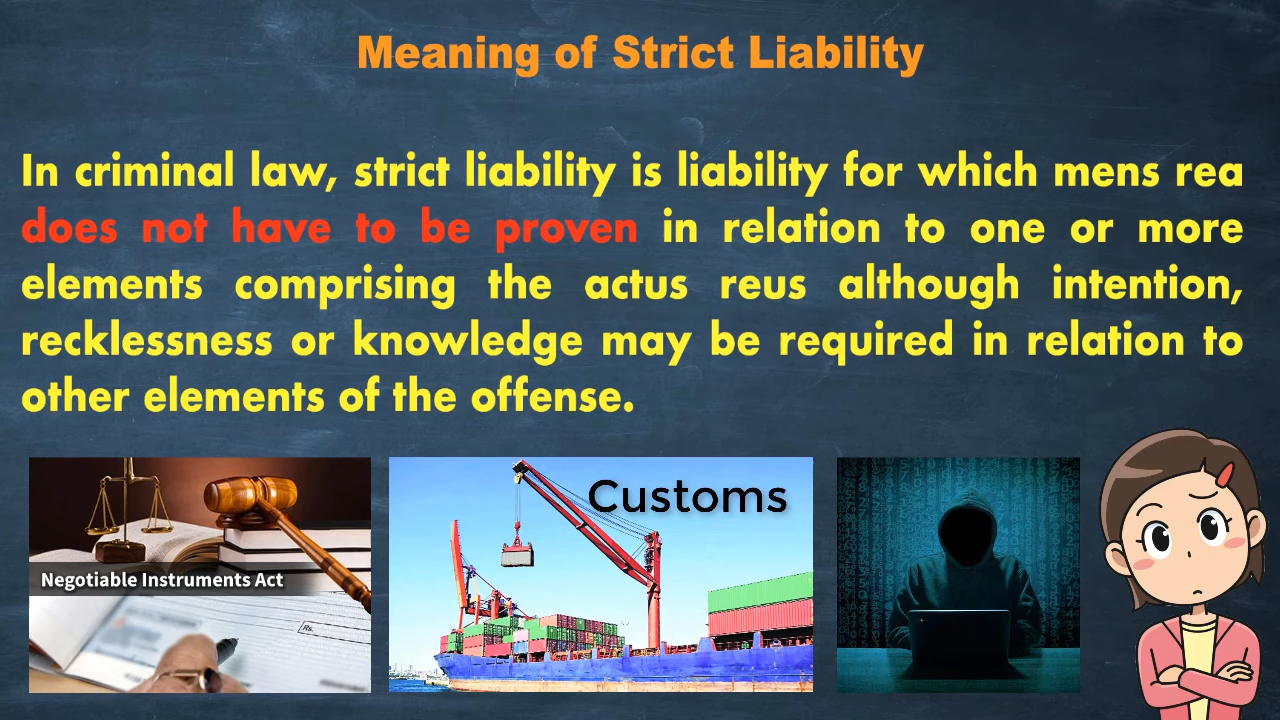 Meaning of Strict Liability
In criminal law, strict liability is liability for which mens rea
does not have to be proven in relation to one or more
elements comprising the actus reus although intention,
recklessness or knowledge may be required in relation to
other elements of the offense.
Customs
Negotiable Instruments Act
Rs.